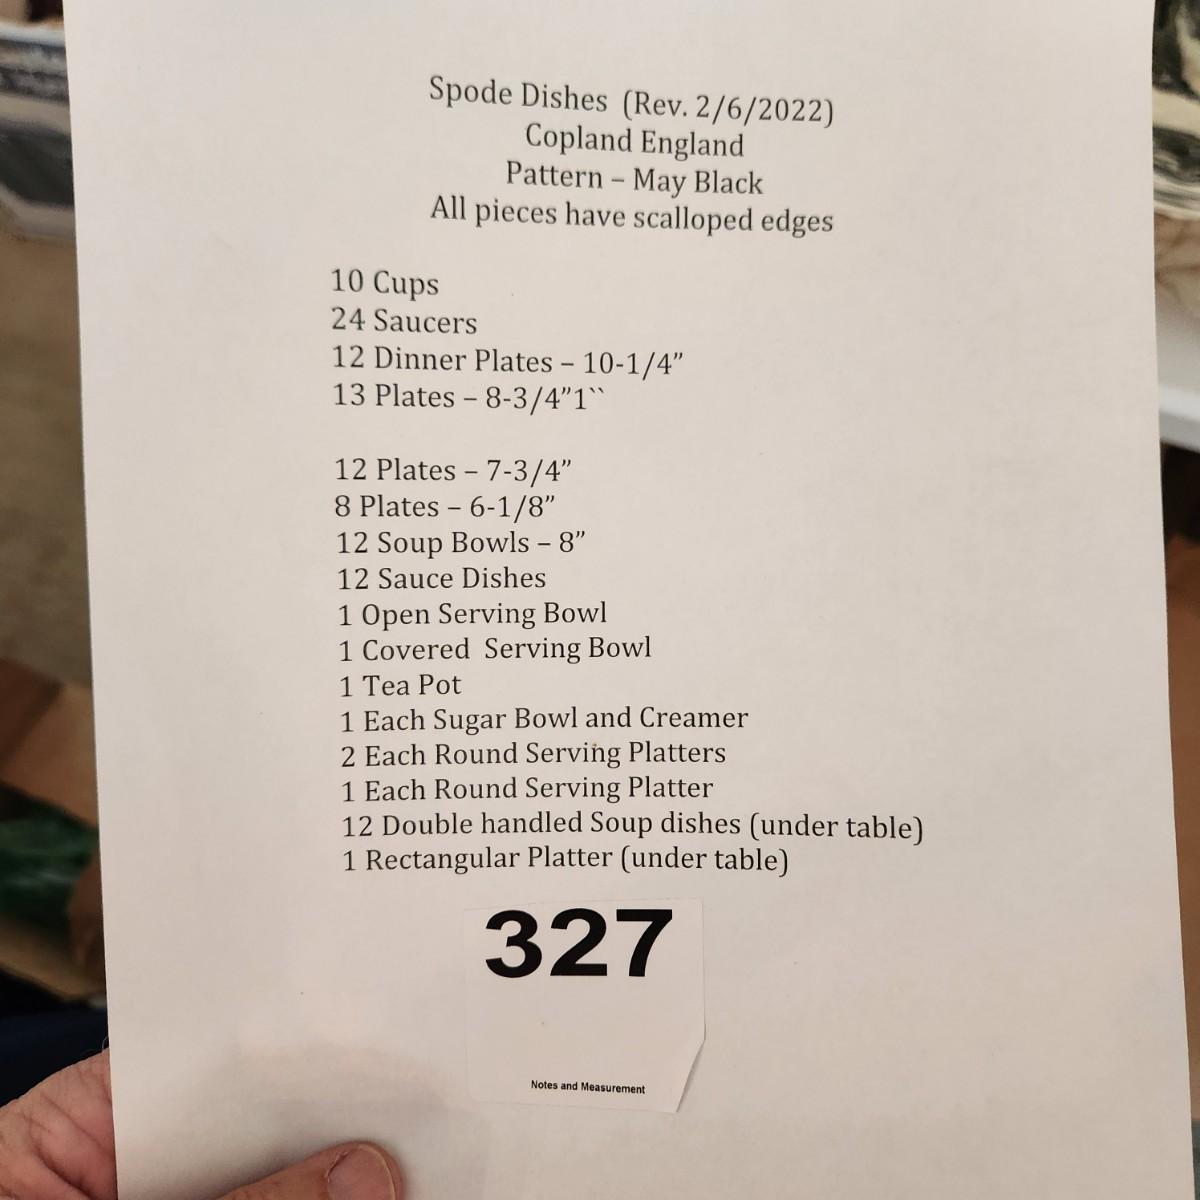 Spode Dishes (Rev. 2/6/2022)
Copland England
Pattern – May Black
All pieces have scalloped edges
10 Cups
24 Saucers
12 Dinner Plates – 10-1/4”
13 Plates – 8-3/4”1``
12 Plates – 7-3/4”
8 Plates – 6-1/8”
12 Soup Bowls – 8”
12 Sauce Dishes
1 Open Serving Bowl
1 Covered Serving Bowl
1 Tea Pot
1 Each Sugar Bowl and Creamer
2 Each Round Serving Platters
1 Each Round Serving Platter
12 Double handled Soup dishes (under table)
1 Rectangular Platter (under table)
327
Notes and Measurement